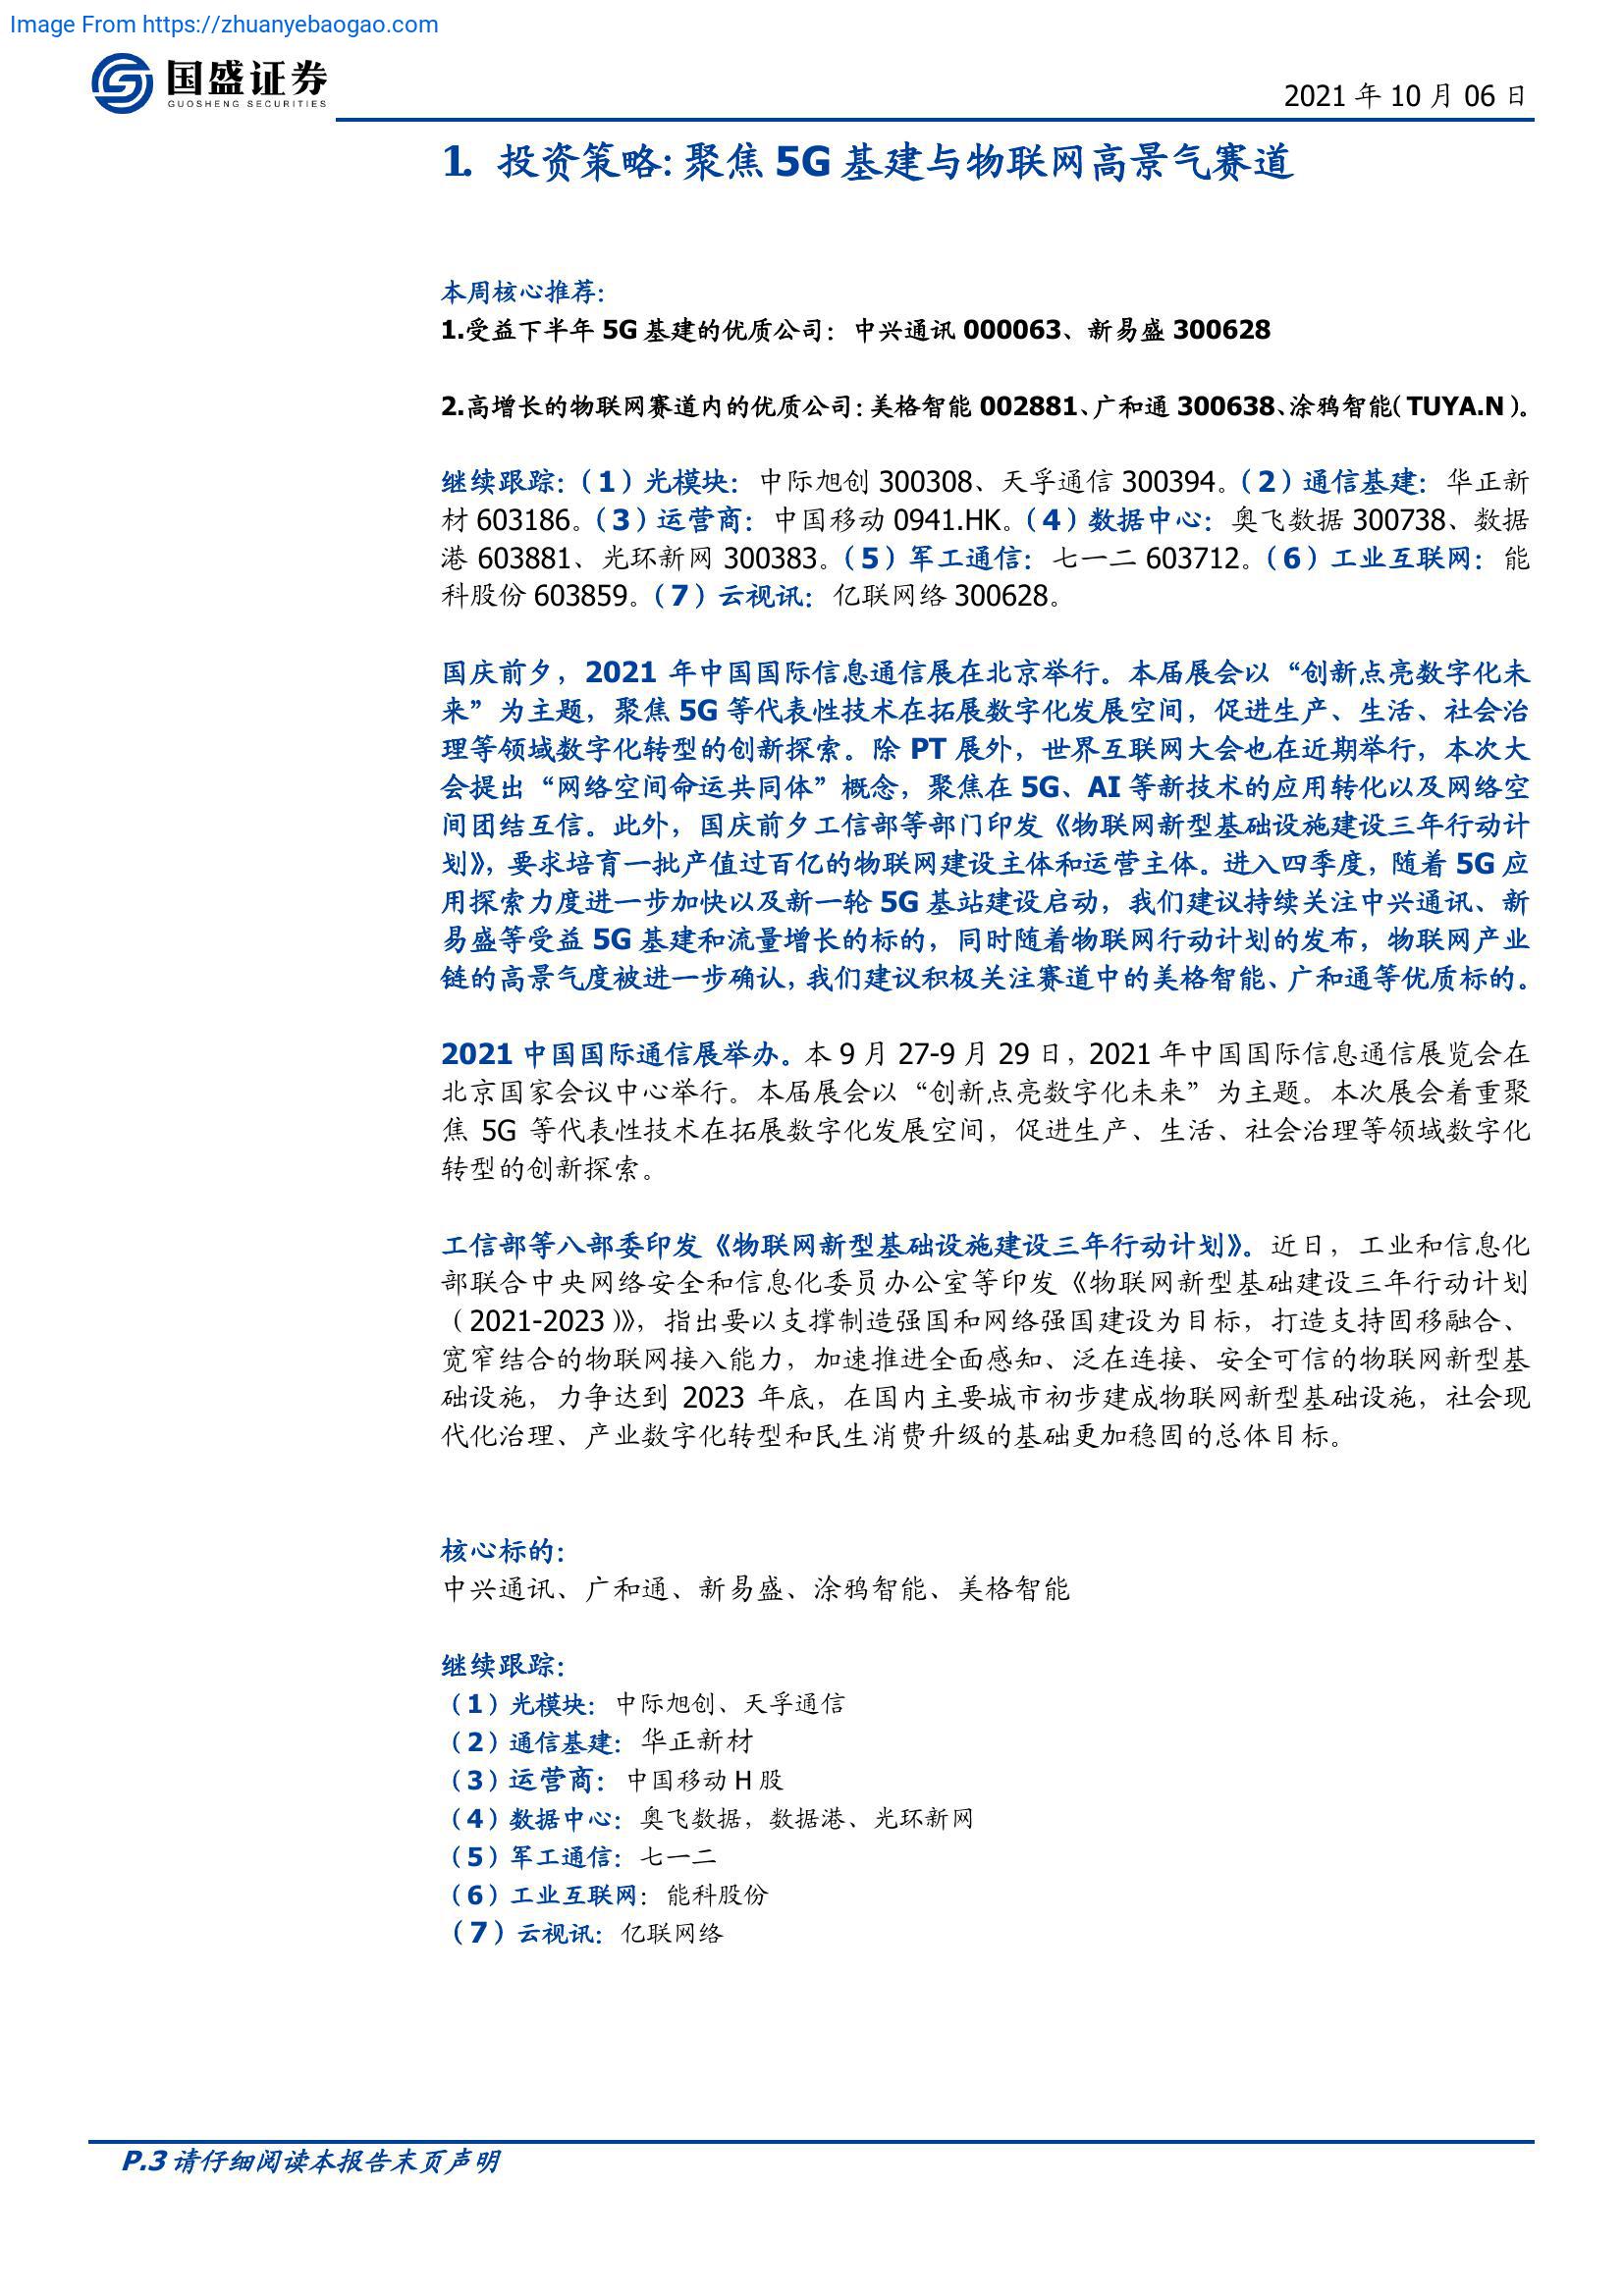 Image From https://zhuanyebaogao.com
国盛证券
GUOSHENG SECURITIES
2021 年 10 月 06 日
1. 投资策略：聚焦 5G 基建与物联网高景气赛道
本周核心推荐：
1.受益下半年 5G 基建的优质公司：中兴通讯 000063、新易盛 300628
2.高增长的物联网赛道内的优质公司：美格智能 002881、广和通 300638、涂鸦智能（TUYA.N）。
继续跟踪：（1）光模块：中际旭创 300308、天孚通信 300394。（2）通信基建：华正新
材 603186。（3）运营商：中国移动 0941.HK。（4）数据中心：奥飞数据 300738、数据
港 603881、光环新网 300383。（5）军工通信：七一二 603712。（6）工业互联网：能
科股份 603859。（7）云视讯：亿联网络 300628。
国庆前夕，2021 年中国国际信息通信展在北京举行。本届展会以“创新点亮数字化未
来”为主题，聚焦 5G 等代表性技术在拓展数字化发展空间，促进生产、生活、社会治
理等领域数字化转型的创新探索。除 PT 展外，世界互联网大会也在近期举行，本次大
会提出“网络空间命运共同体”概念，聚焦在 5G、AI 等新技术的应用转化以及网络空
间团结互信。此外，国庆前夕工信部等部门印发《物联网新型基础设施建设三年行动计
划》，要求培育一批产值过百亿的物联网建设主体和运营主体。进入四季度，随着 5G 应
用探索力度进一步加快以及新一轮 5G 基站建设启动，我们建议持续关注中兴通讯、新
易盛等受益 5G 基建和流量增长的标的，同时随着物联网行动计划的发布，物联网产业
链的高景气度被进一步确认，我们建议积极关注赛道中的美格智能、广和通等优质标的。
2021 中国国际通信展举办。本 9 月 27-9 月 29 日，2021 年中国国际信息通信展览会在
北京国家会议中心举行。本届展会以“创新点亮数字化未来”为主题。本次展会着重聚
焦 5G 等代表性技术在拓展数字化发展空间，促进生产、生活、社会治理等领域数字化
转型的创新探索。
工信部等八部委印发《物联网新型基础设施建设三年行动计划》。近日，工业和信息化
部联合中央网络安全和信息化委员办公室等印发《物联网新型基础建设三年行动计划
（2021-2023）》，指出要以支撑制造强国和网络强国建设为目标，打造支持固移融合、
宽窄结合的物联网接入能力，加速推进全面感知、泛在连接、安全可信的物联网新型基
础设施，力争达到 2023 年底，在国内主要城市初步建成物联网新型基础设施，社会现
代化治理、产业数字化转型和民生消费升级的基础更加稳固的总体目标。
核心标的：
中兴通讯、广和通、新易盛、涂鸦智能、美格智能
继续跟踪：
（1）光模块：中际旭创、天孚通信
（2）通信基建：华正新材
（3）运营商：中国移动 H 股
（4）数据中心：奥飞数据，数据港、光环新网
（5）军工通信：七一二
（6）工业互联网：能科股份
（7）云视讯：亿联网络
P.3 请仔细阅读本报告末页声明